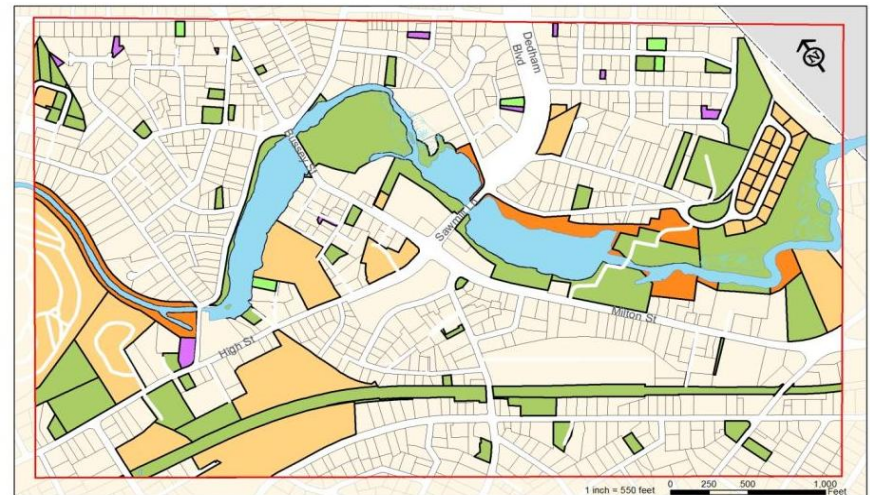 Dedham
Blvd
N
Bussey St
Sawmill Ln
Milton St
High St
1 inch = 550 feet
0 250 500 1,000
Feet